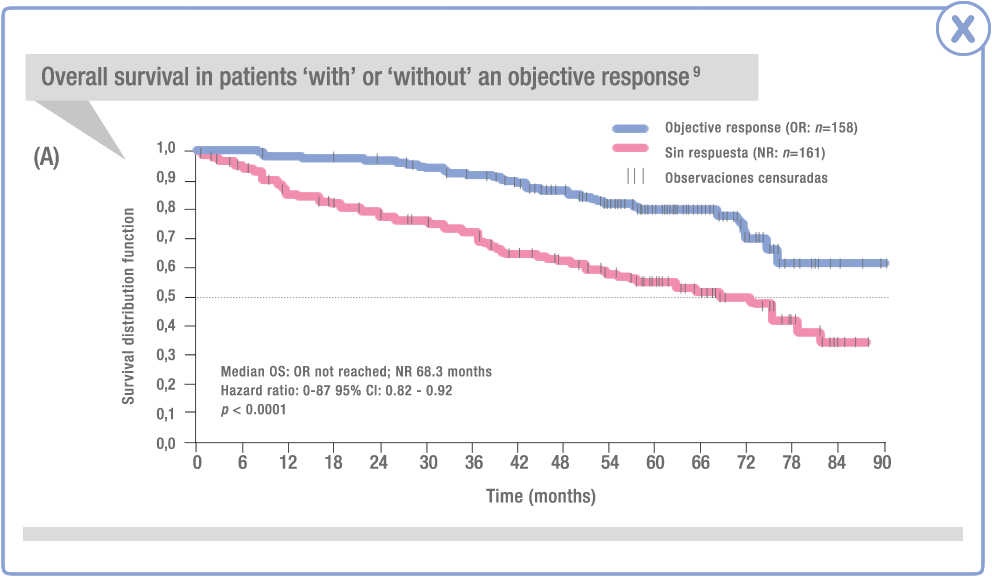 X
Overall survival in patients ‘with’ or ‘without’ an objective response 9
(A)
Objective response (OR: n=158)
Sin respuesta (NR: n=161)
Observaciones censuradas
Survival distribution function
1,0
0,9
0,8
0,7
0,6
0,5
0,4
0,3
0,2
0,1
0,0
Median OS: OR not reached; NR 68.3 months
Hazard ratio: 0-87 95% CI: 0.82 - 0.92
p < 0.0001
0 6 12 18 24 30 36 42 48 54 60 66 72 78 84 90
Time (months)